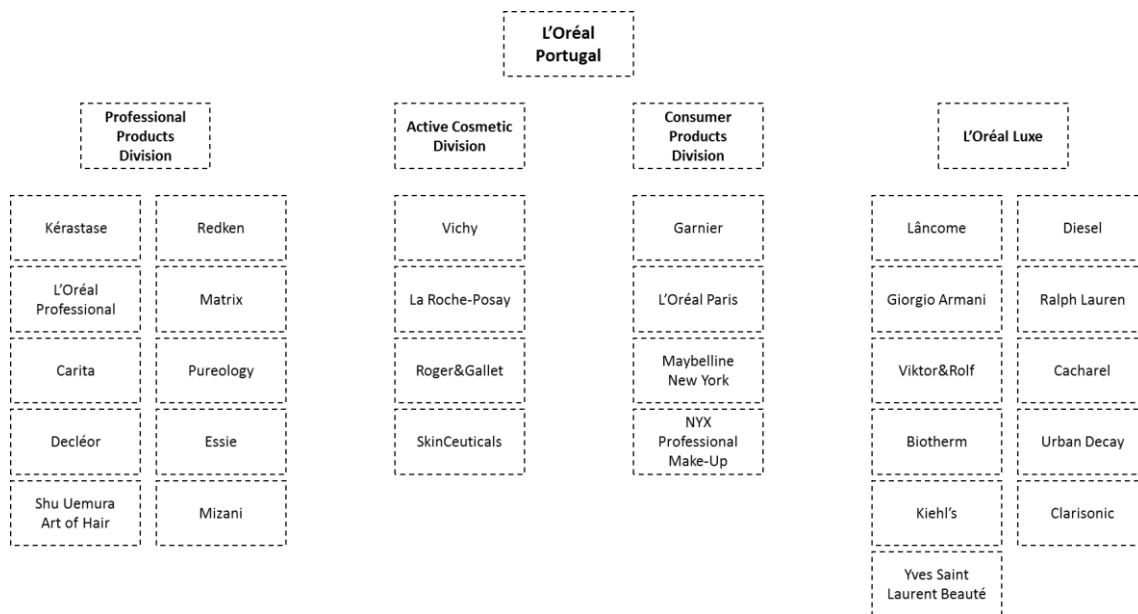 L'Oréal
Portugal
Professional
Products
Division
Active Cosmetic
Division
Consumer
Products
Division
L'Oréal Luxe
Kérastase
Redken
Vichy
Garnier
Lâncome
Diesel
L'Oréal
Professional
Matrix
La Roche-Posay
L'Oréal Paris
Giorgio Armani
Ralph Lauren
Carita
Pureology
Roger&Gallet
Maybelline
New York
Viktor&Rolf
Cacharel
Decléor
Essie
SkinCeuticals
NYX
Professional
Make-Up
Biotherm
Urban Decay
Shu Uemura
Art of Hair
Mizani
Kiehl's
Clarisonic
Yves Saint
Laurent Beauté